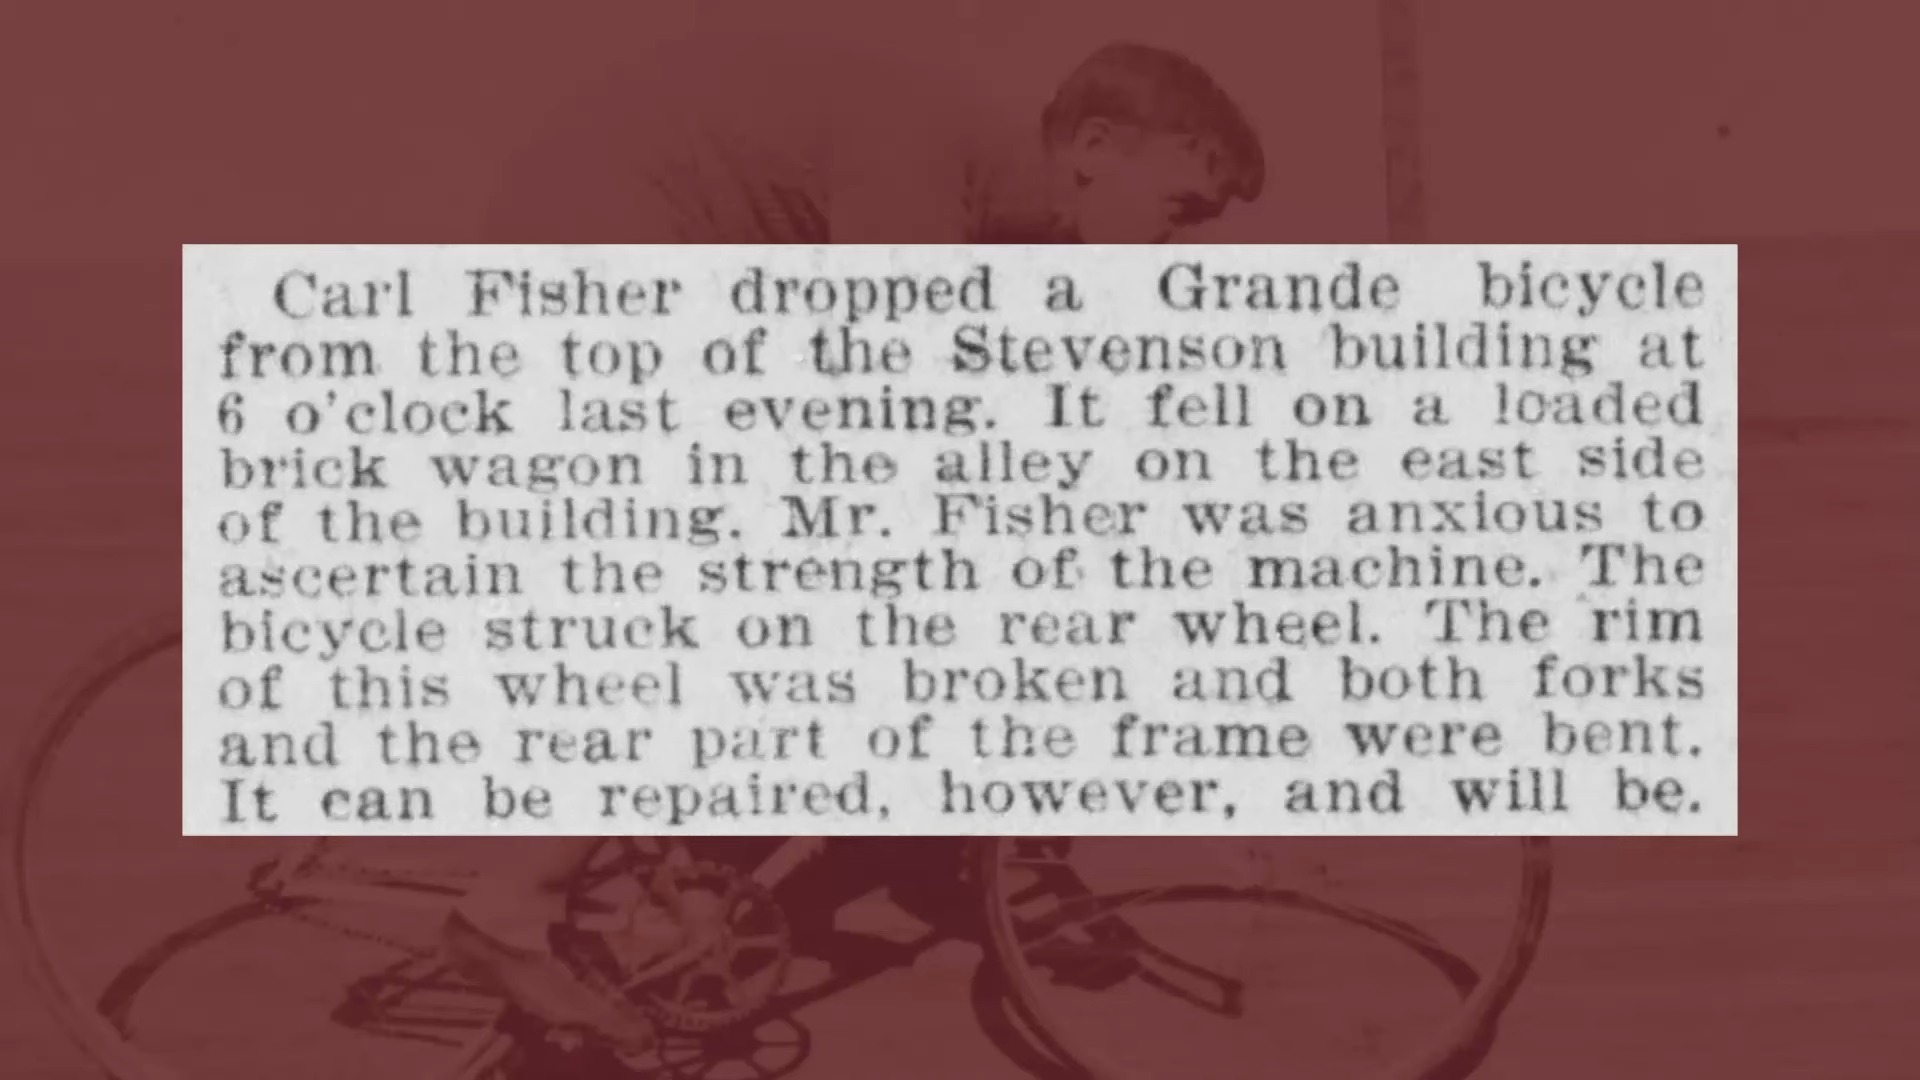 Carl Fisher dropped a Grande bicycle
from the top of the Stevenson building at
6 o'clock last evening. It fell on a loaded
brick wagon in the alley on the east side
of the building. Mr. Fisher was anxious to
ascertain the strength of the machine. The
bicycle struck on the rear wheel. The rim
of this wheel was broken and both forks
and the rear part of the frame were bent.
It can be repaired, however, and will be.